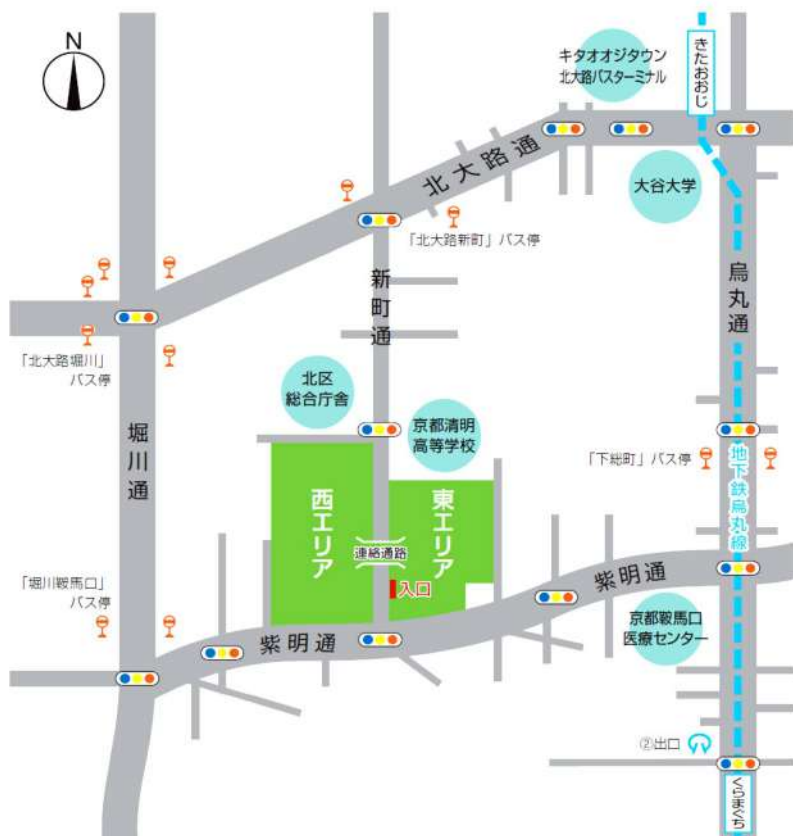 N
キタオオジタウン
北大路バスターミナル
きたおおじ
北大路通
大谷大学
「北大路新町」バス停
新町通
烏丸通
「北大路堀川」
バス停
北区
総合庁舎
京都清明
高等学校
堀川通
「下総町」バス停
地下鉄烏丸線
西エリア
東エリア
連絡通路
入口
「堀川鞍馬口」
バス停
紫明通
紫明通
京都鞍馬口
医療センター
②出口
くらまぐち